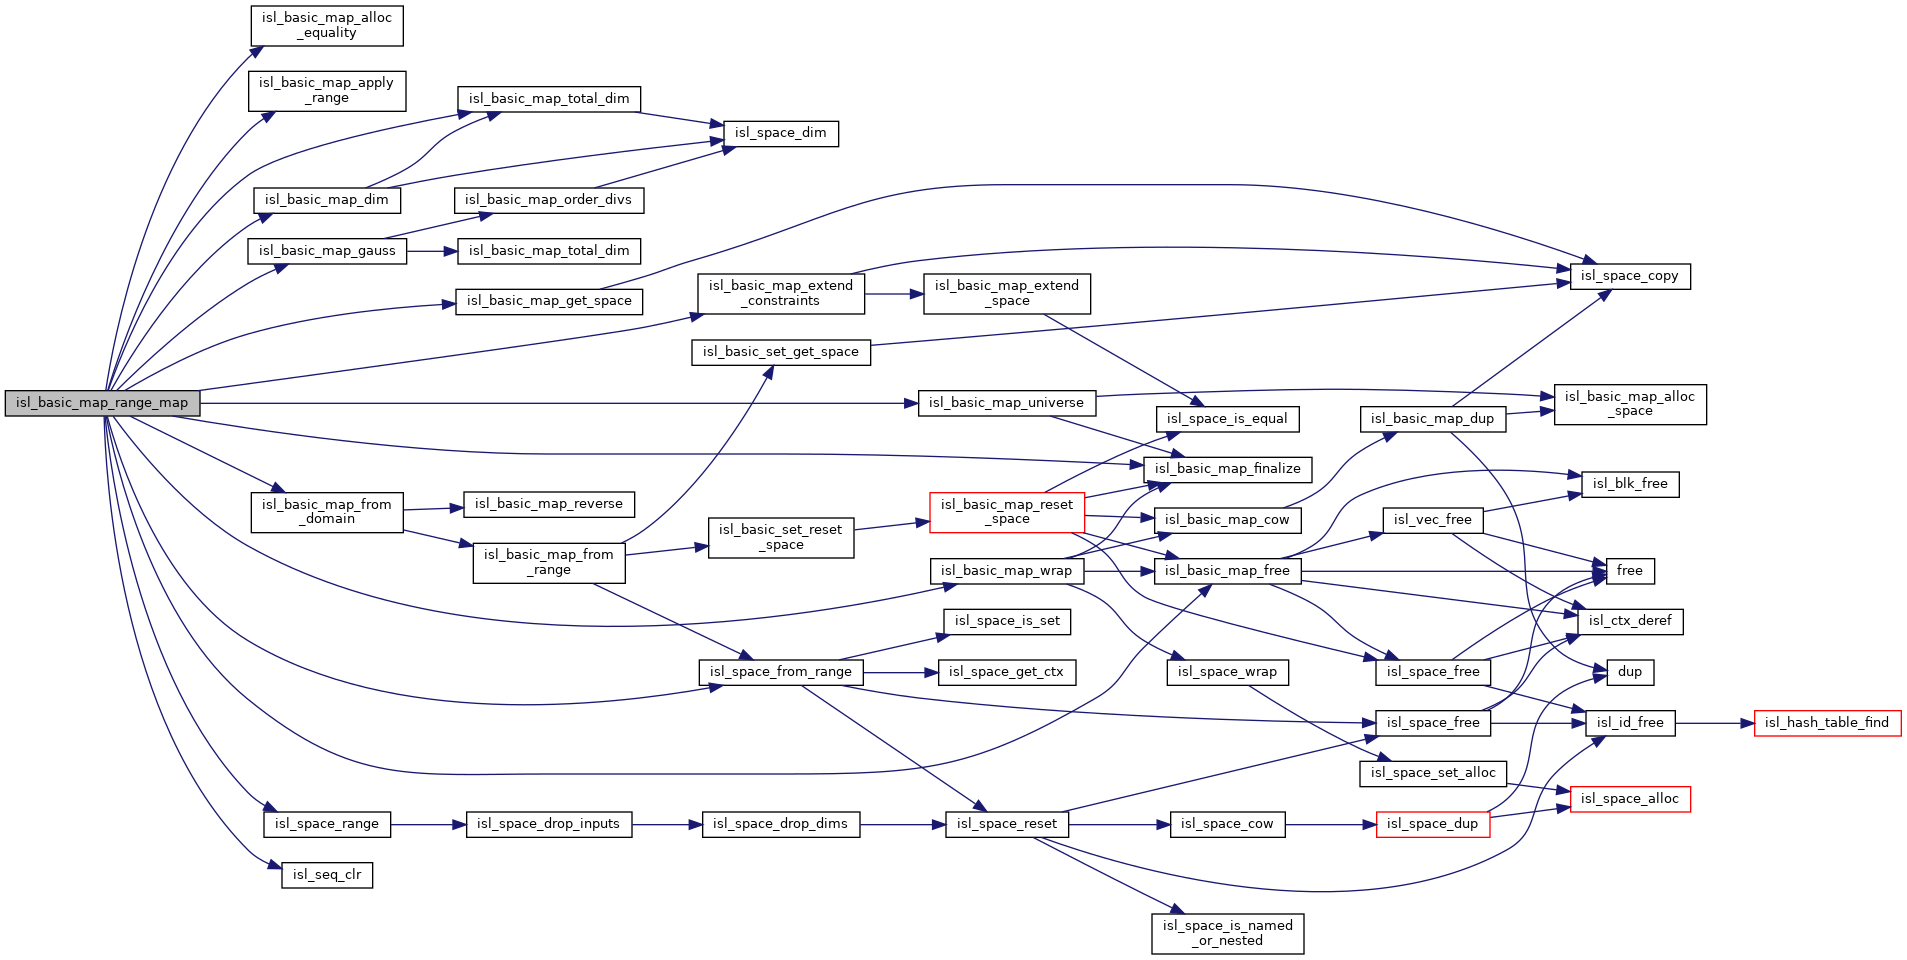 isl_basic_map_alloc
_equality
isl_basic_map_apply
_range
isl_basic_map_total_dim
isl_space_dim
isl_basic_map_dim
isl_basic_map_order_divs
isl_basic_map_gauss
isl_basic_map_total_dim
isl_basic_map_get_space
isl_basic_map_extend
_constraints
isl_basic_map_extend
_space
isl_space_copy
isl_basic_set_get_space
isl_basic_map_range_map
isl_basic_map_universe
isl_basic_map_alloc
_space
isl_space_is_equal
isl_basic_map_dup
isl_basic_map_finalize
isl_blk_free
isl_basic_map_from
_domain
isl_basic_map_reverse
isl_basic_map_reset
_space
isl_basic_map_cow
isl_vec_free
isl_basic_set_reset
_space
isl_basic_map_from
_range
isl_basic_map_wrap
isl_basic_map_free
free
isl_space_is_set
isl_ctx_deref
isl_space_from_range
isl_space_get_ctx
isl_space_wrap
isl_space_free
dup
isl_space_free
isl_id_free
isl_hash_table_find
isl_space_set_alloc
isl_space_alloc
isl_space_range
isl_space_drop_inputs
isl_space_drop_dims
isl_space_reset
isl_space_cow
isl_space_dup
isl_seq_clr
isl_space_is_named
_or_nested